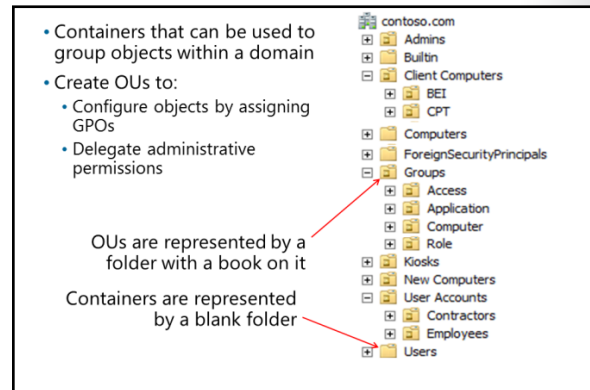 • Containers that can be used to
group objects within a domain
• Create OUs to:
• Configure objects by assigning
GPOs
• Delegate administrative
permissions
OUs are represented by a
folder with a book on it
Containers are represented
by a blank folder
contoso.com
Admins
Builtin
Client Computers
BEI
CPT
Computers
ForeignSecurityPrincipals
Groups
Access
Application
Computer
Role
Kiosks
New Computers
User Accounts
Contractors
Employees
Users